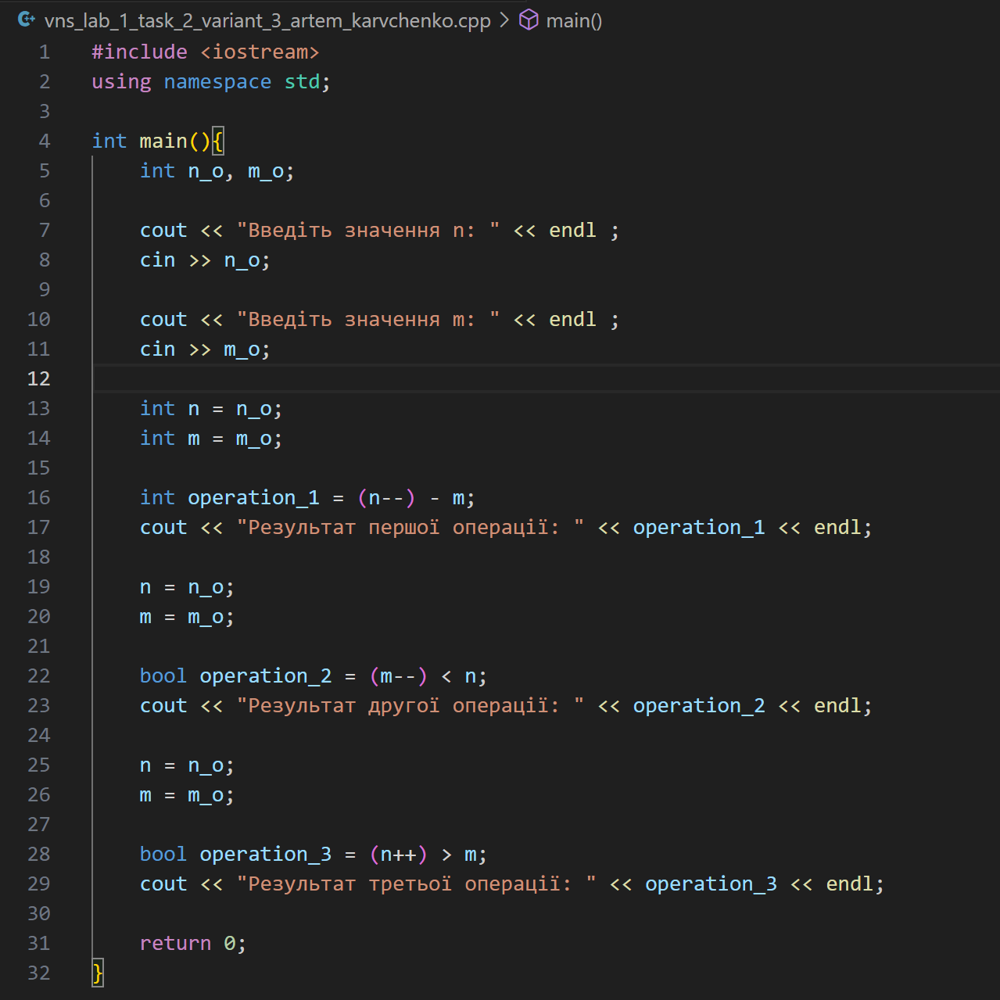 vns_lab_1_task_2_variant_3_artem_karvchenko.cpp > main()
1 #include <iostream>
2 using namespace std;
3
4 int main(){
5     int n_o, m_o;
6
7     cout << "Введіть значення n: " << endl ;
8     cin >> n_o;
9
10     cout << "Введіть значення m: " << endl ;
11     cin >> m_o;
12
13     int n = n_o;
14     int m = m_o;
15
16     int operation_1 = (n--) - m;
17     cout << "Результат першої операції: " << operation_1 << endl;
18
19     n = n_o;
20     m = m_o;
21
22     bool operation_2 = (m--) < n;
23     cout << "Результат другої операції: " << operation_2 << endl;
24
25     n = n_o;
26     m = m_o;
27
28     bool operation_3 = (n++) > m;
29     cout << "Результат третьої операції: " << operation_3 << endl;
30
31     return 0;
32 }